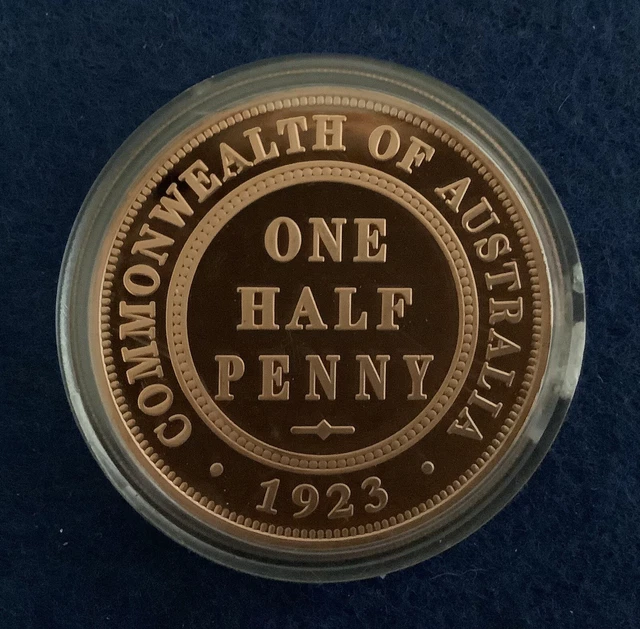 COMMONWEALTH OF AUSTRALIA
ONE
HALF
PENNY
1923